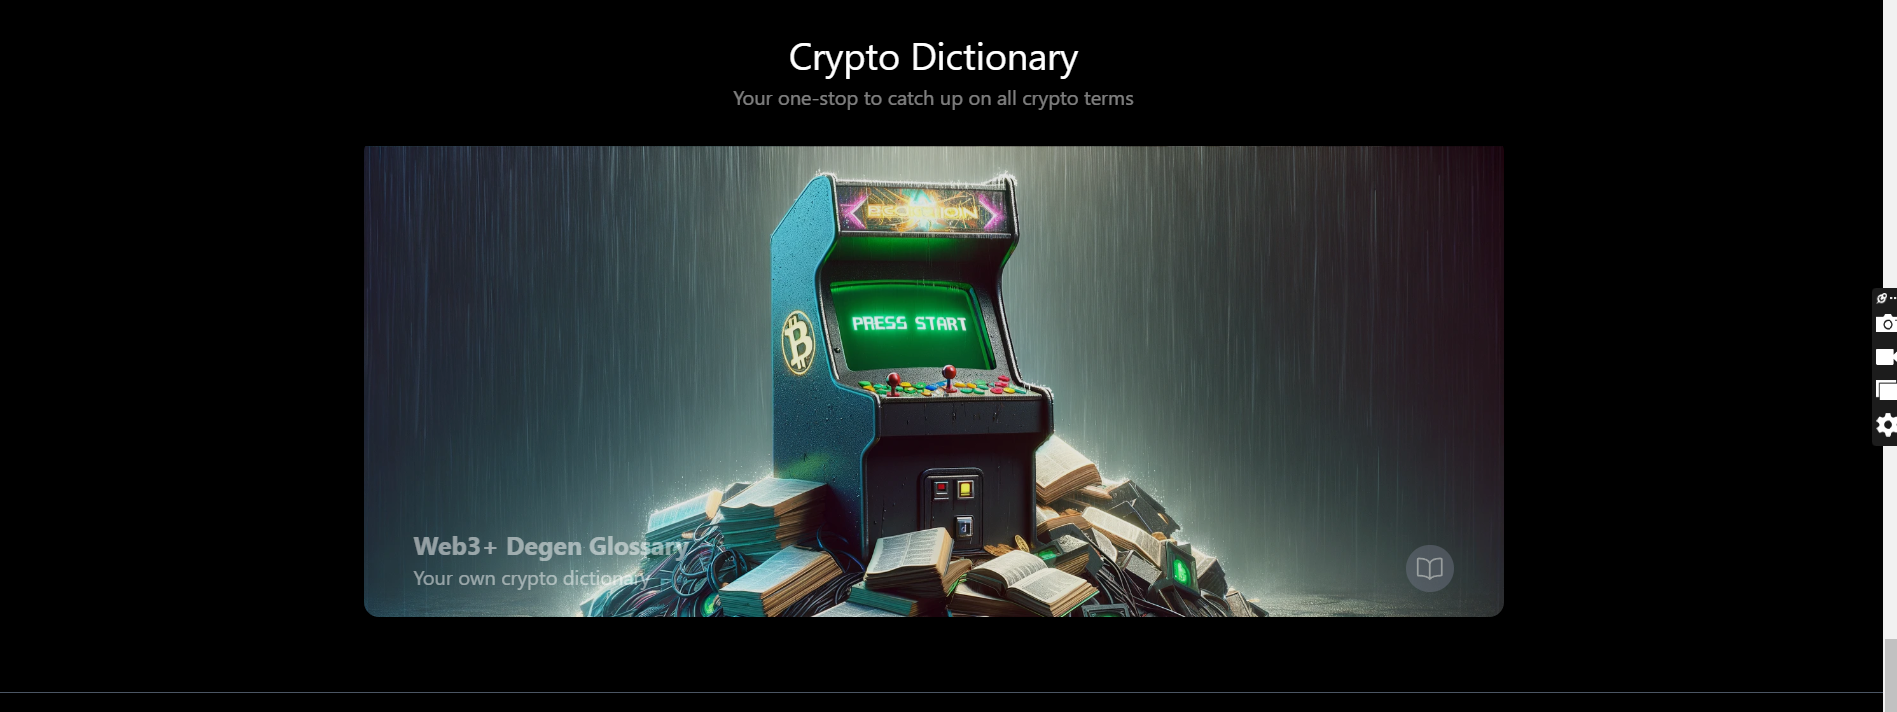 Crypto Dictionary
Your one-stop to catch up on all crypto terms
PRESS START
Web3+ Degen Glossary
Your own crypto dictionary